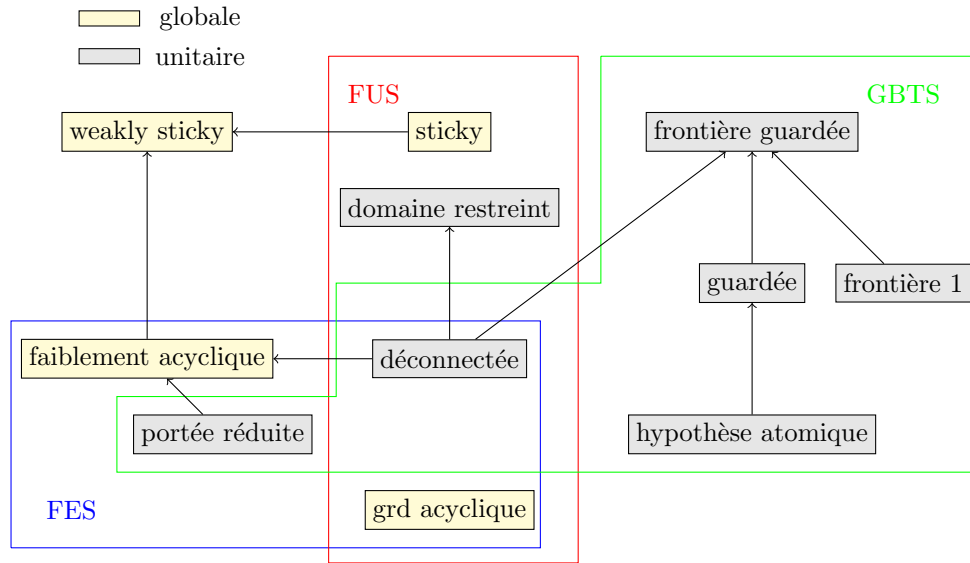 globale
unitaire
FUS
GBTS
weakly sticky
sticky
frontière guardée
domaine restreint
guardée
frontière 1
faiblement acyclique
déconnectée
portée réduite
hypothèse atomique
FES
grd acyclique